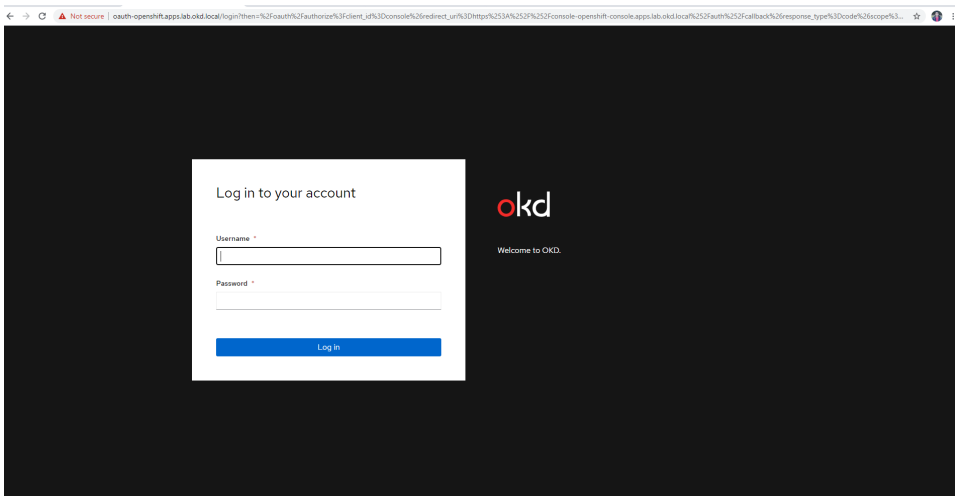 Not secure | oauth-openshift.apps.lab.okd.local/login?then=%2Foauth%2Fauthorize%3Fclient_id%3Dconsole%26redirect_uri%3Dhttps%253A%252F%252Fconsole-openshift-console.apps.lab.okd.local%252Fauth%252Fcallback%26response_type%3Dcode%26scope%3...
Log in to your account
okd
Username *
Welcome to OKD.
Password *
Log in